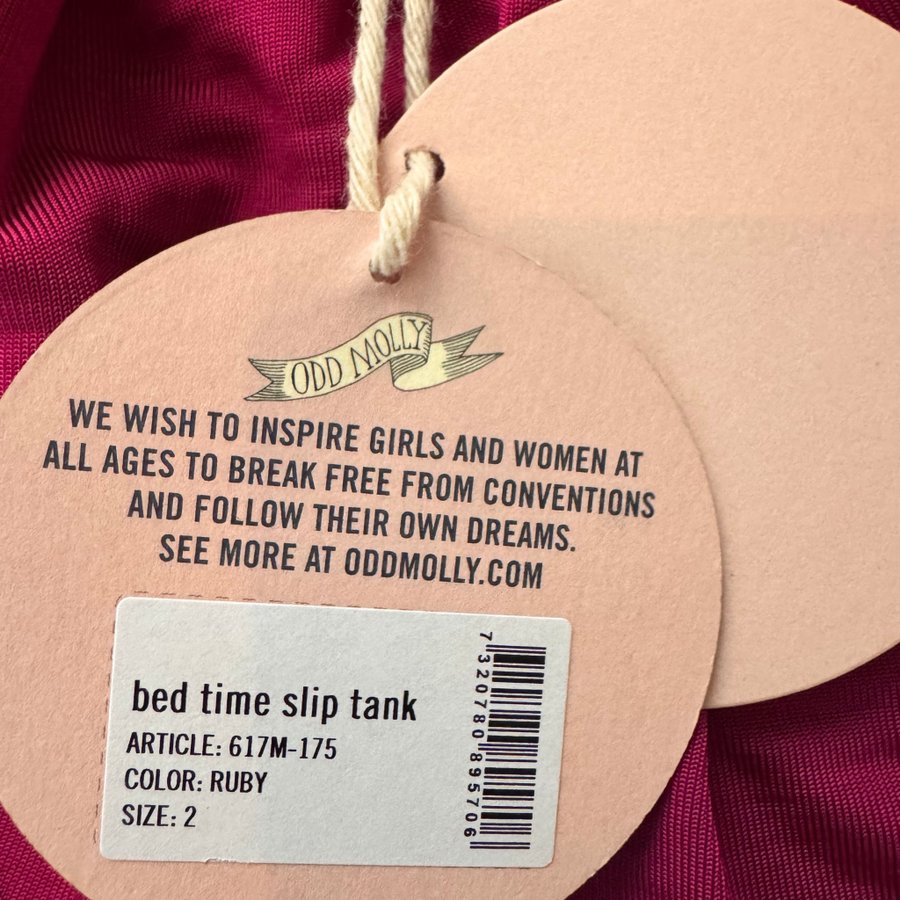 ODD MOLLY
WE WISH TO INSPIRE GIRLS AND WOMEN AT
ALL AGES TO BREAK FREE FROM CONVENTIONS
AND FOLLOW THEIR OWN DREAMS.
SEE MORE AT ODDMOLLY.COM
bed time slip tank
ARTICLE: 617M-175
COLOR: RUBY
SIZE: 2
7320780895706